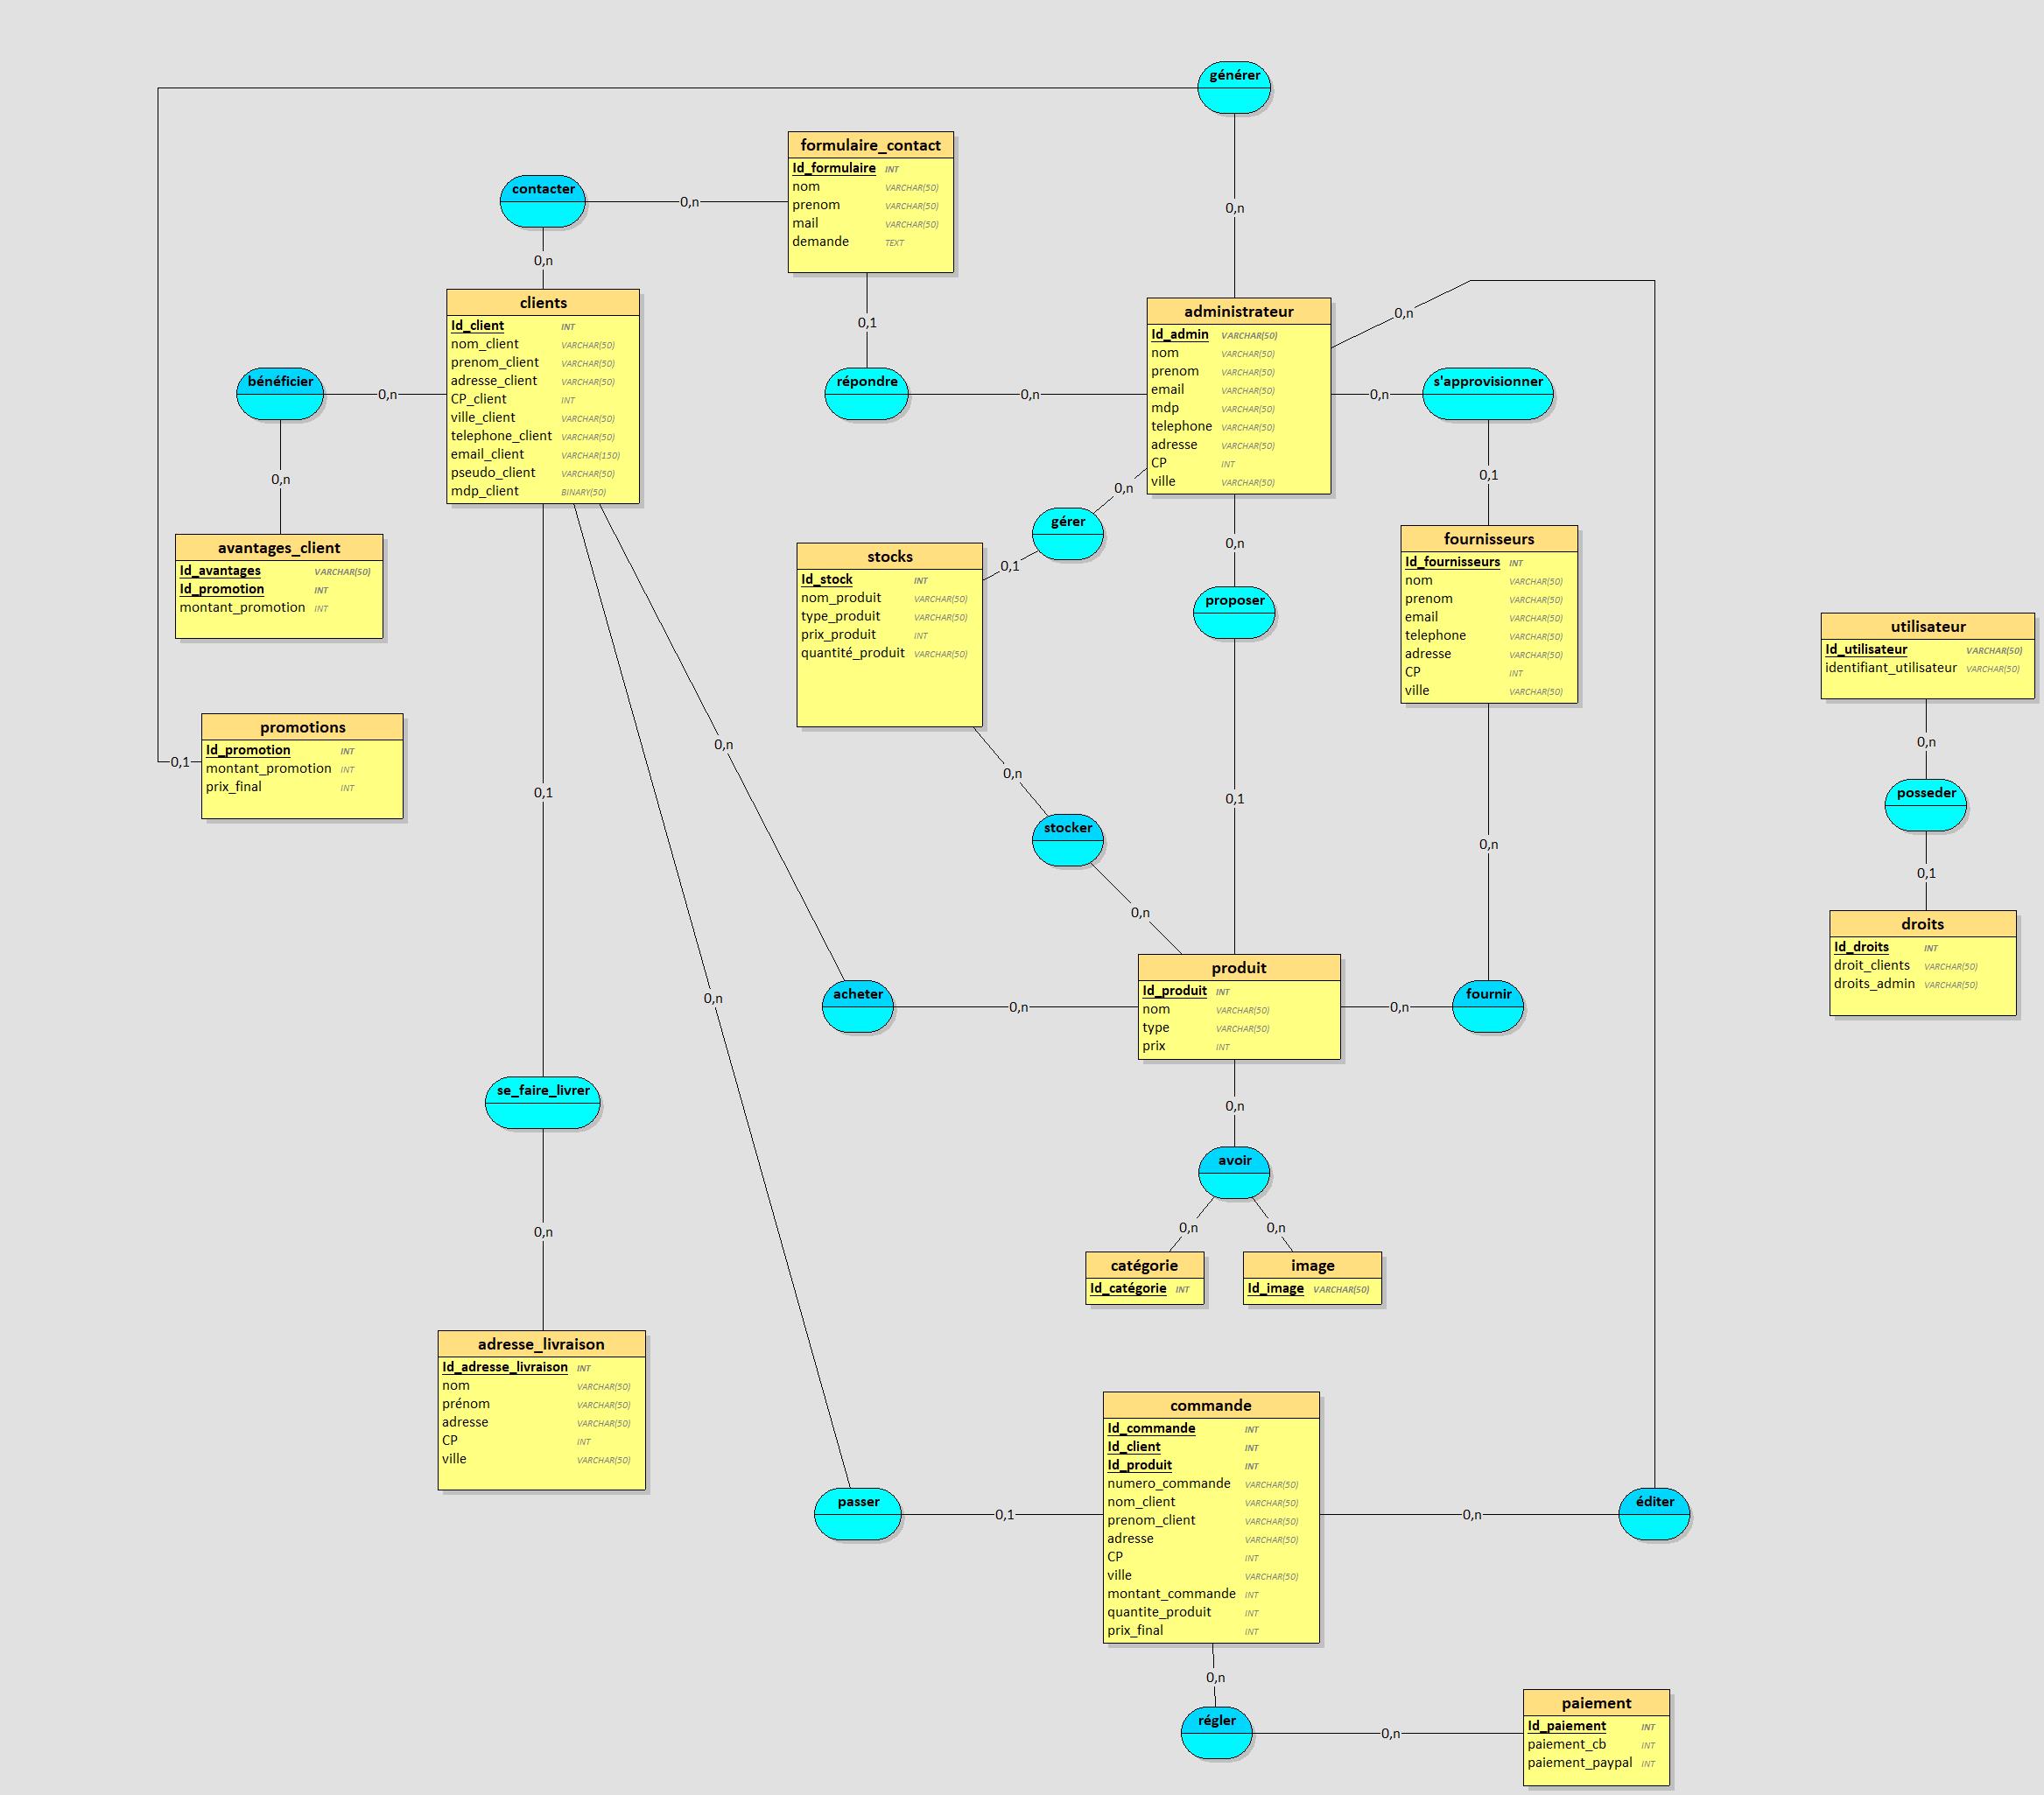 générer
0,n
0,1
formulaire_contact
Id_formulaire INT
nom VARCHAR(50)
prenom VARCHAR(50)
mail VARCHAR(50)
demande TEXT
contacter
0,n
0,n
0,1
répondre
0,n
clients
Id_client INT
nom_client VARCHAR(50)
prenom_client VARCHAR(50)
adresse_client VARCHAR(50)
CP_client INT
ville_client VARCHAR(50)
telephone_client VARCHAR(50)
email_client VARCHAR(150)
pseudo_client VARCHAR(50)
mdp_client BINARY(50)
administrateur
Id_admin VARCHAR(50)
nom VARCHAR(50)
prenom VARCHAR(50)
email VARCHAR(50)
mdp VARCHAR(50)
telephone VARCHAR(50)
adresse VARCHAR(50)
CP INT
ville VARCHAR(50)
0,n
bénéficier
0,n
0,n
0,n
s'approvisionner
0,1
avantages_client
Id_avantages VARCHAR(50)
Id_promotion INT
montant_promotion INT
0,n
gérer
0,1
stocks
Id_stock INT
nom_produit VARCHAR(50)
type_produit VARCHAR(50)
prix_produit INT
quantité_produit VARCHAR(50)
0,n
proposer
0,1
fournisseurs
Id_fournisseurs INT
nom VARCHAR(50)
prenom VARCHAR(50)
email VARCHAR(50)
telephone VARCHAR(50)
adresse VARCHAR(50)
CP INT
ville VARCHAR(50)
utilisateur
Id_utilisateur VARCHAR(50)
identifiant_utilisateur VARCHAR(50)
0,n
posseder
0,1
droits
Id_droits INT
droit_clients VARCHAR(50)
droits_admin VARCHAR(50)
promotions
Id_promotion INT
montant_promotion INT
prix_final INT
0,1
0,n
0,n
0,n
stocker
0,n
0,n
acheter
0,n
produit
Id_produit INT
nom VARCHAR(50)
type VARCHAR(50)
prix INT
0,n
fournir
se_faire_livrer
0,n
0,n
avoir
0,n
0,n
catégorie
Id_catégorie INT
image
Id_image VARCHAR(50)
adresse_livraison
Id_adresse_livraison INT
nom VARCHAR(50)
prénom VARCHAR(50)
adresse VARCHAR(50)
CP INT
ville VARCHAR(50)
commande
Id_commande INT
Id_client INT
Id_produit INT
numero_commande VARCHAR(50)
nom_client VARCHAR(50)
prenom_client VARCHAR(50)
adresse VARCHAR(50)
CP INT
ville VARCHAR(50)
montant_commande INT
quantite_produit INT
prix_final INT
passer
0,1
0,n
éditer
0,n
régler
0,n
paiement
Id_paiement INT
paiement_cb INT
paiement_paypal INT